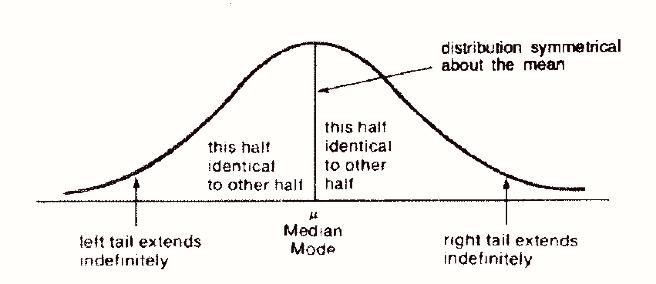 distribution symmetrical
about the mean
this half
identical
to other half
this half
identical
to other
half
μ
Median
Mode
left tail extends
indefinitely
right tail extends
indefinitely